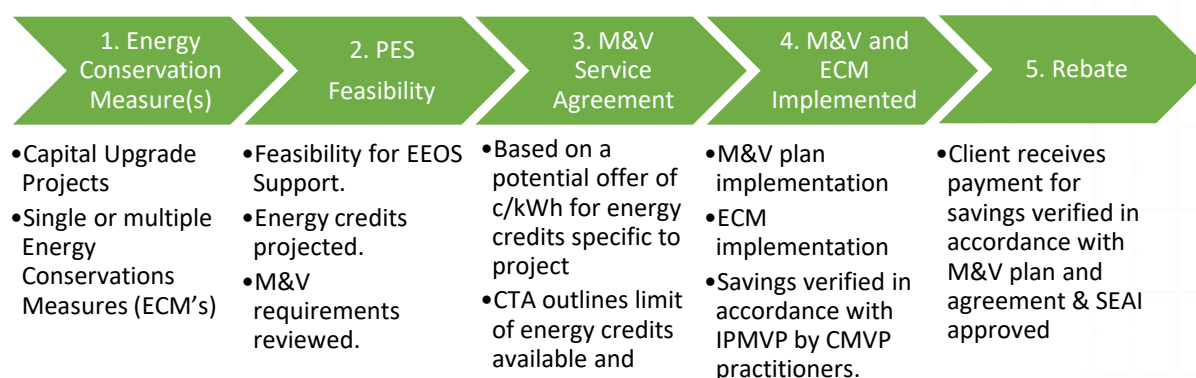 1. Energy
Conservation
Measure(s)
2. PES
Feasibility
3. M&V
Service
Agreement
4. M&V and
ECM
Implemented
5. Rebate
•Capital Upgrade
Projects
•Single or multiple
Energy
Conservations
Measures (ECM’s)
•Feasibility for EEOS
Support.
•Energy credits
projected.
•M&V
requirements
reviewed.
•Based on a
potential offer of
c/kWh for energy
credits specific to
project
•CTA outlines limit
of energy credits
available and
•M&V plan
implementation
•ECM
implementation
•Savings verified in
accordance with
IPMVP by CMVP
practitioners.
•Client receives
payment for
savings verified in
accordance with
M&V plan and
agreement & SEAI
approved